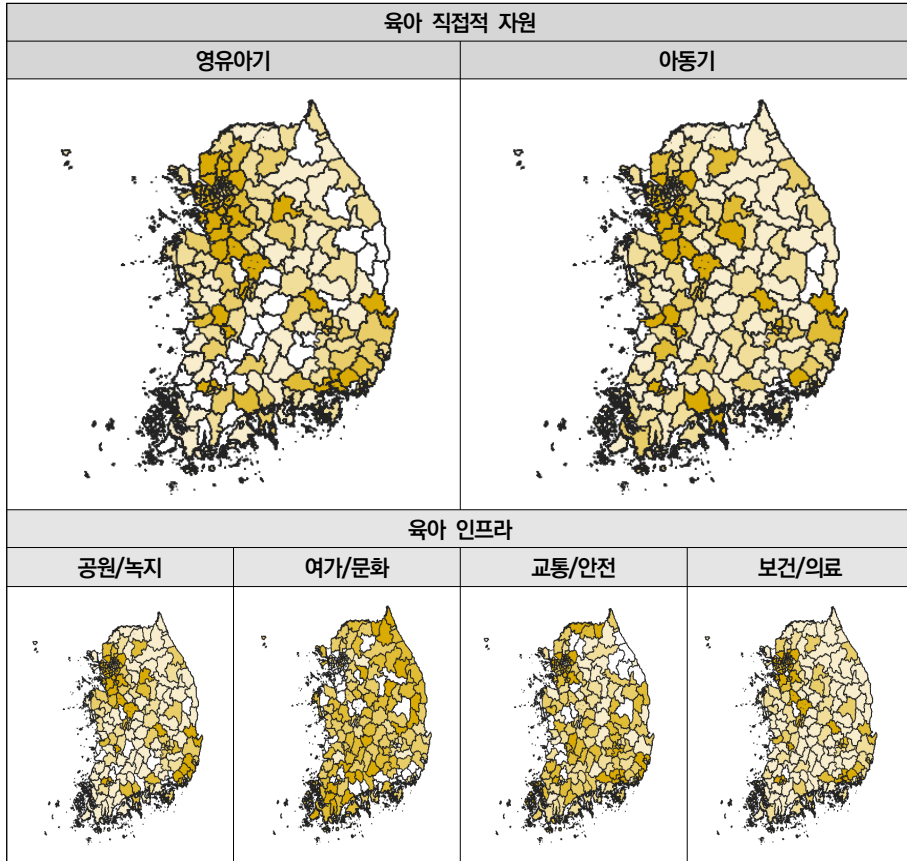 육아 직접적 자원
영유아기
아동기
육아 인프라
공원/녹지
여가/문화
교통/안전
보건/의료